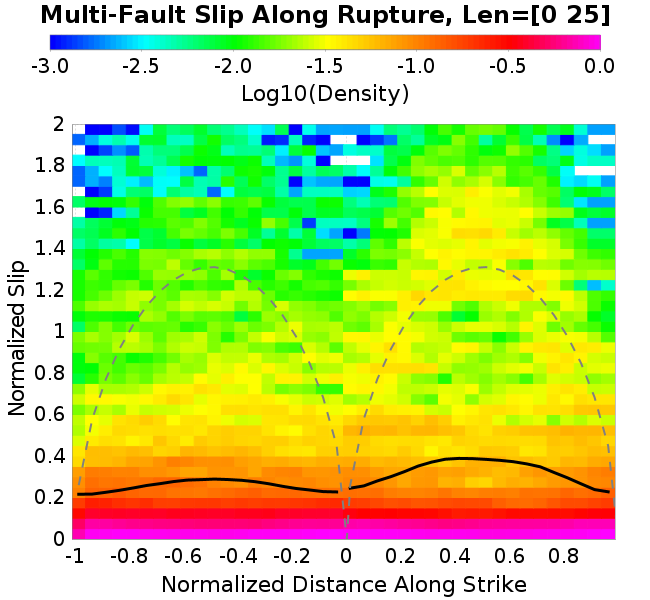 Multi-Fault Slip Along Rupture, Len=[0 25]
-3.0 -2.5 -2.0 -1.5 -1.0 -0.5 0.0
Log10(Density)
2
1.8
1.6
1.4
1.2
1
0.8
0.6
0.4
0.2
0
Normalized Slip
-1 -0.8 -0.6 -0.4 -0.2 0 0.2 0.4 0.6 0.8
Normalized Distance Along Strike